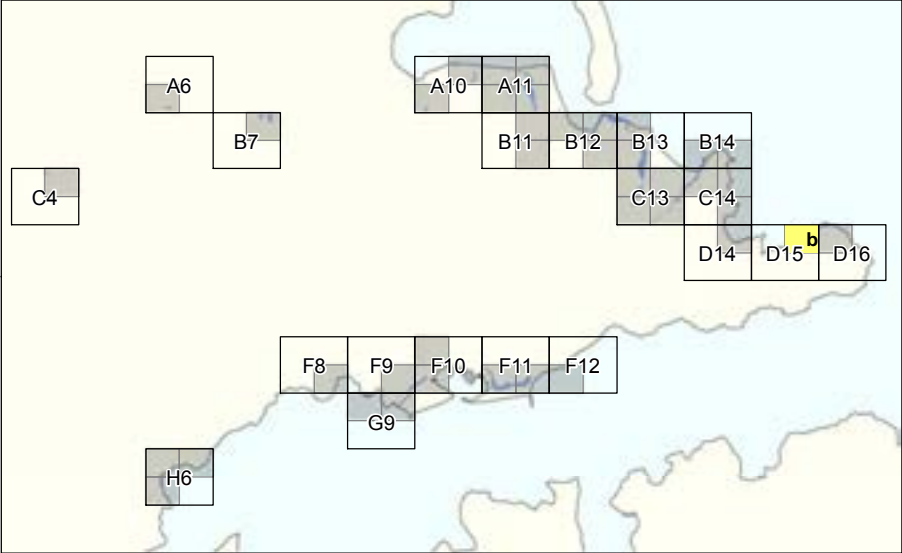 A6 A10 A11
B7 B11 B12 B13 B14
C4 C13 C14
D14 D15 b D16
F8 F9 F10 F11 F12
G9
H6